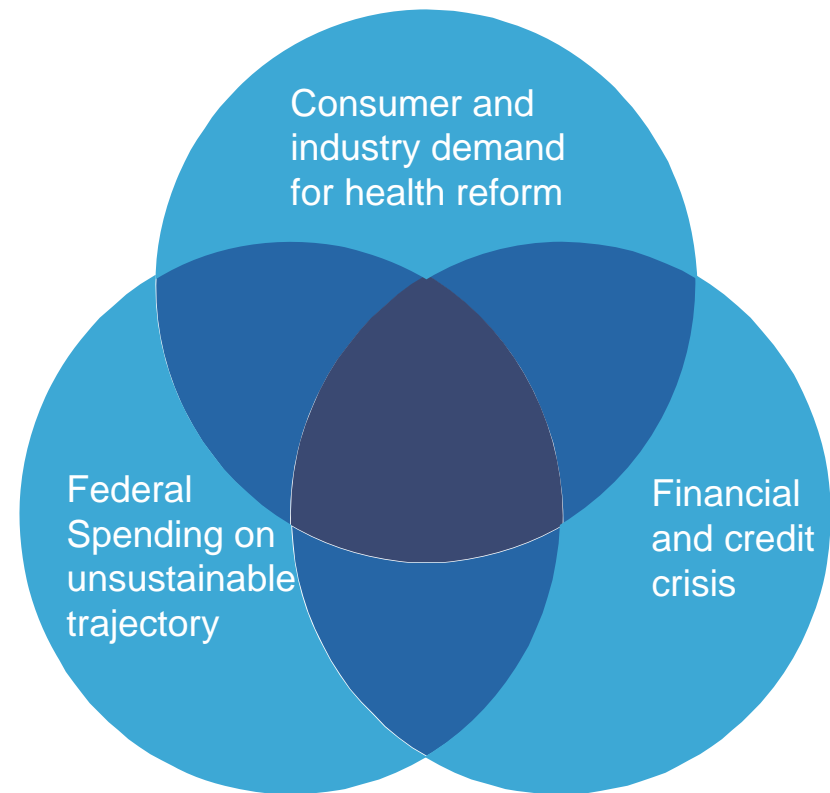 Consumer and
industry demand
for health reform
Federal
Spending on
unsustainable
trajectory
Financial
and credit
crisis